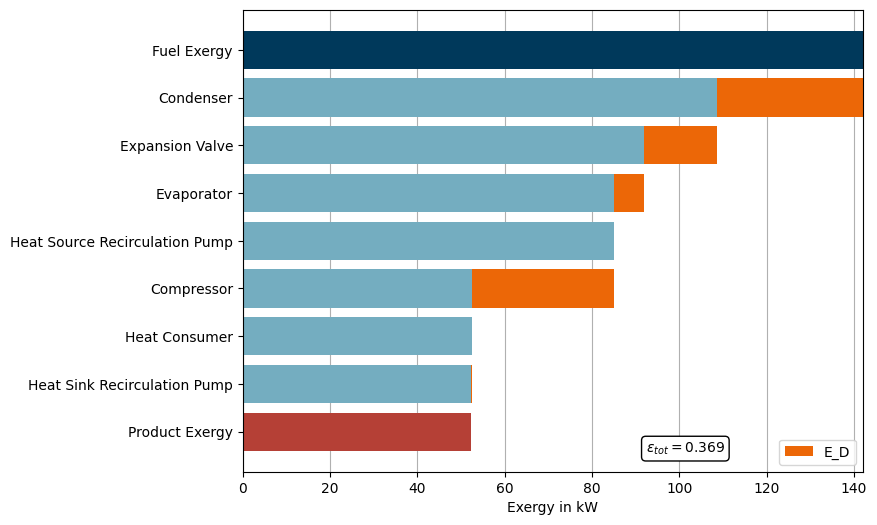 Fuel Exergy
Condenser
Expansion Valve
Evaporator
Heat Source Recirculation Pump
Compressor
Heat Consumer
Heat Sink Recirculation Pump
Product Exergy
ε_tot = 0.369
E_D
0 20 40 60 80 100 120 140
Exergy in kW